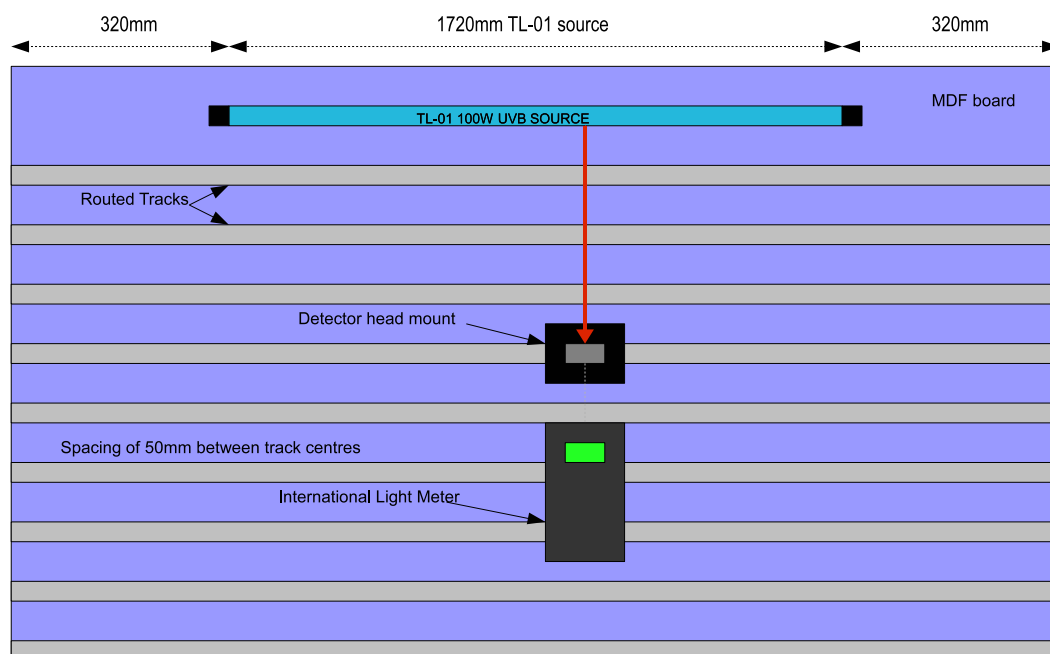 320mm
1720mm TL-01 source
320mm
MDF board
TL-01 100W UVB SOURCE
Routed Tracks
Detector head mount
Spacing of 50mm between track centres
International Light Meter